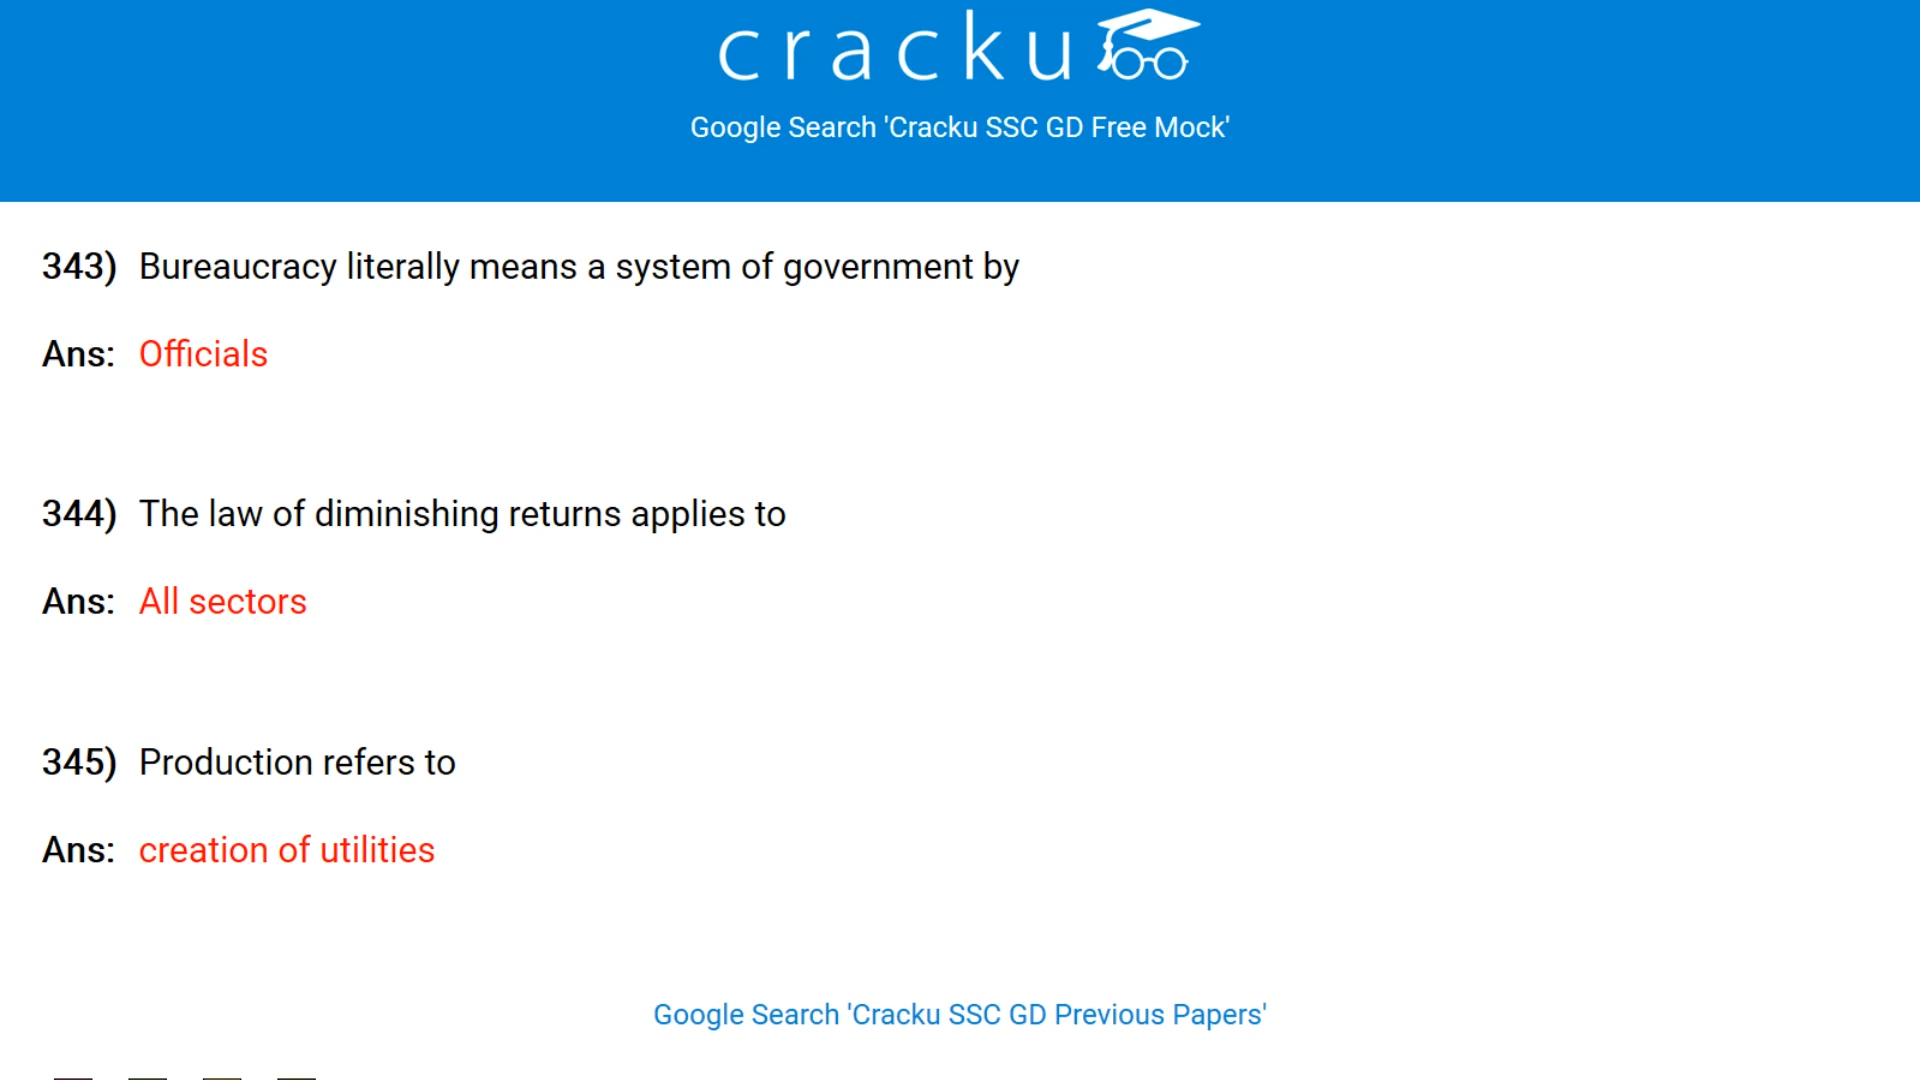 cracku
Google Search 'Cracku SSC GD Free Mock'
343) Bureaucracy literally means a system of government by
Ans: Officials
344) The law of diminishing returns applies to
Ans: All sectors
345) Production refers to
Ans: creation of utilities
Google Search 'Cracku SSC GD Previous Papers'